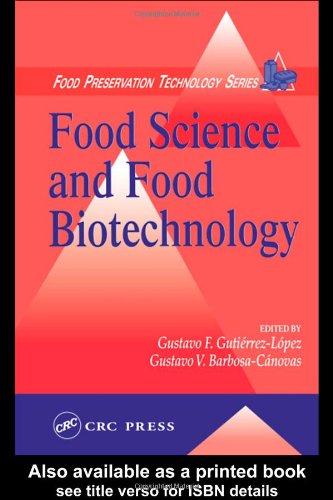 FOOD PRESERVATION TECHNOLOGY SERIES
Food Science
and Food
Biotechnology
EDITED BY
Gustavo F. Gutiérrez-López
Gustavo V. Barbosa-Cánovas
CRC
CRC PRESS
Also available as a printed book
see title verso for ISBN details